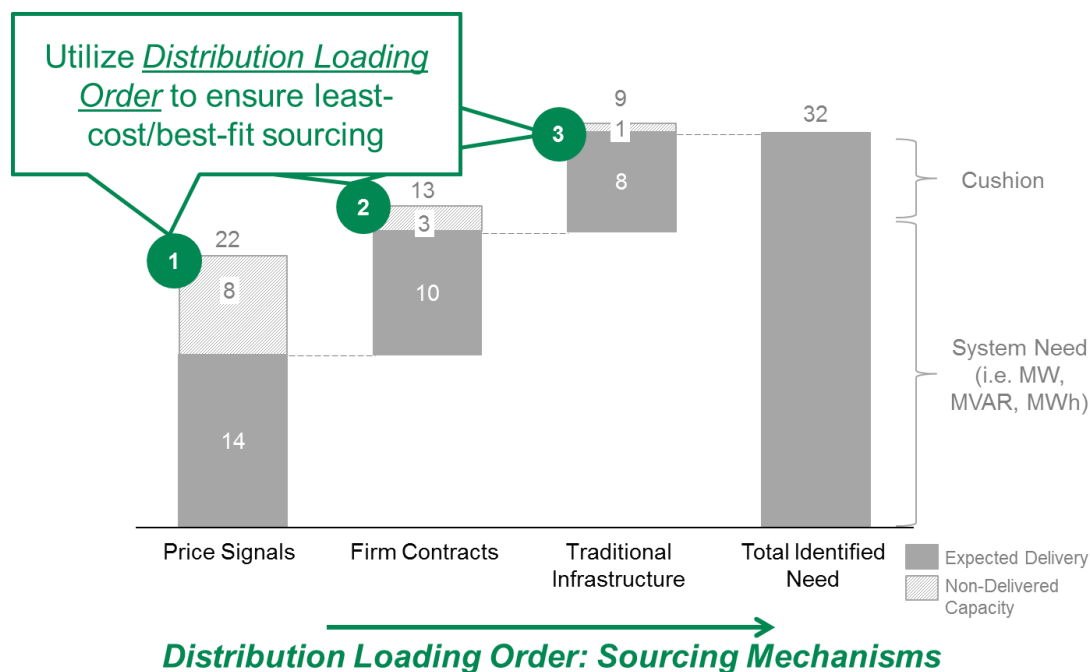 Utilize Distribution Loading
Order to ensure least-
cost/best-fit sourcing
1
22
8
14
2
13
3
10
3
9
1
8
32
Cushion
System Need
(i.e. MW,
MVAR, MWh)
Price Signals
Firm Contracts
Traditional
Infrastructure
Total Identified
Need
Expected Delivery
Non-Delivered
Capacity
Distribution Loading Order: Sourcing Mechanisms